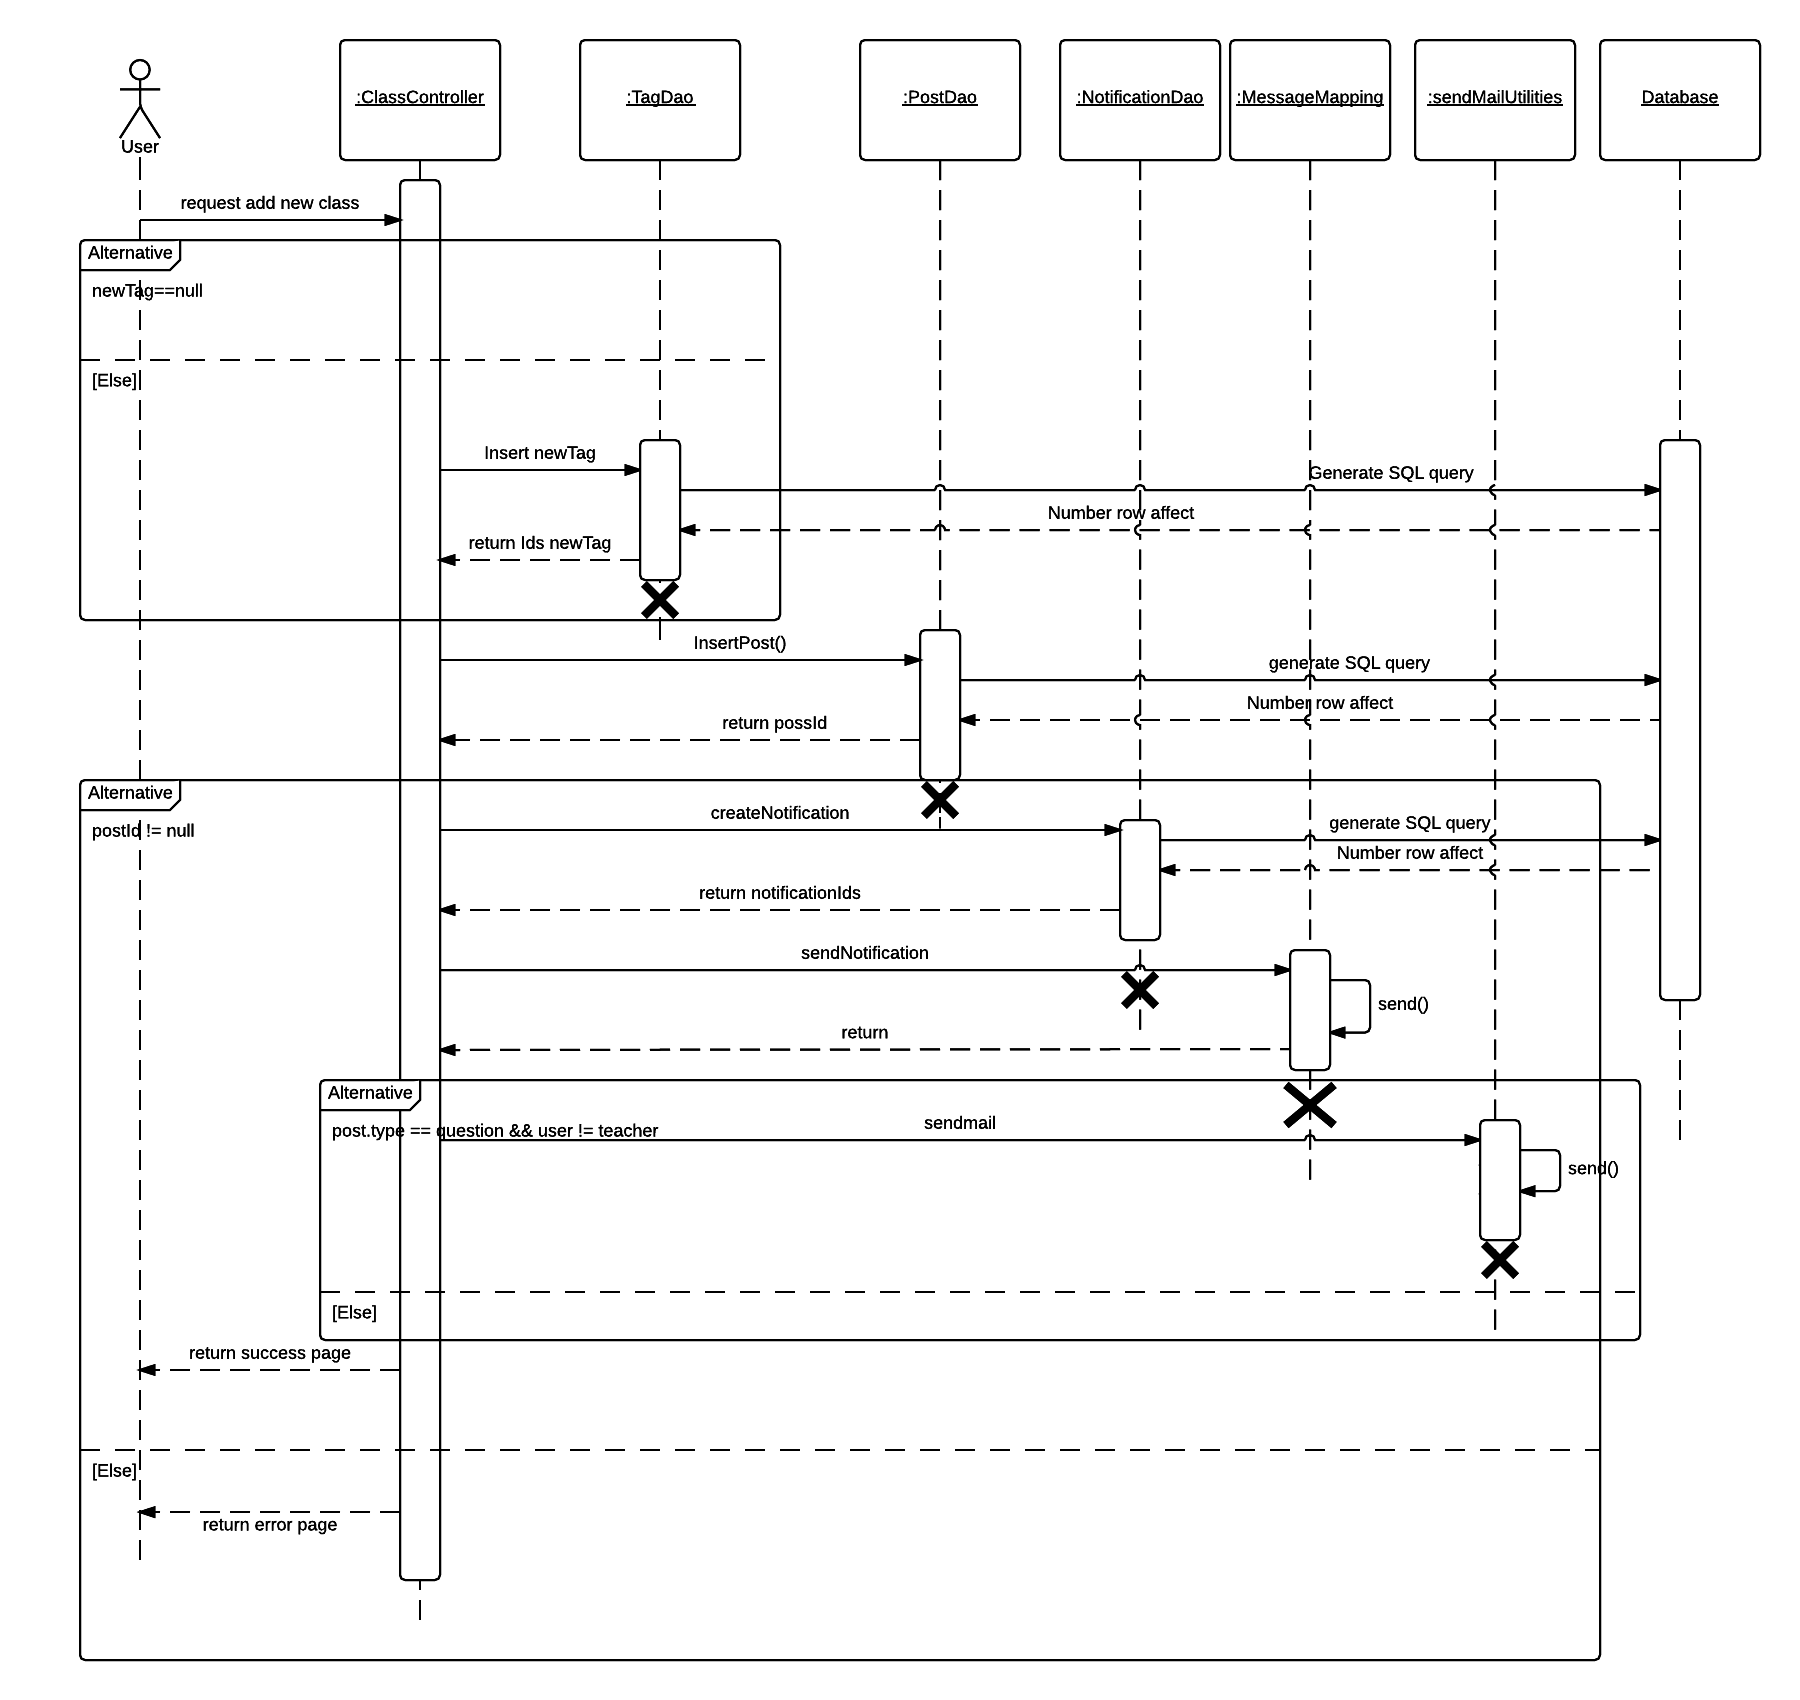 :ClassController
:TagDao
:PostDao
:NotificationDao
:MessageMapping
:sendMailUtilities
Database
User
request add new class
Alternative
newTag==null
[Else]
Insert newTag
Generate SQL query
Number row affect
return Ids newTag
InsertPost()
generate SQL query
Number row affect
return possId
Alternative
createNotification
postId != null
generate SQL query
Number row affect
return notificationIds
sendNotification
send()
return
Alternative
post.type == question && user != teacher
sendmail
send()
[Else]
return success page
[Else]
return error page